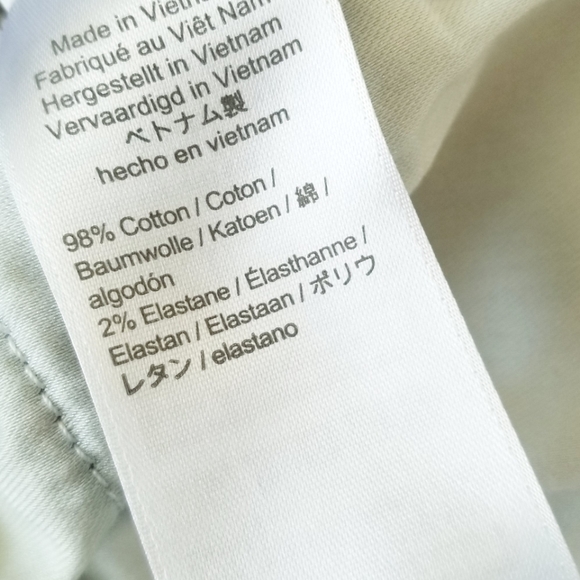 Made in Vietnam
Fabriqué au Viêt Nam
Hergestellt in Vietnam
Vervaardigd in Vietnam
ベトナム製
hecho en vietnam
98% Cotton / Coton /
Baumwolle / Katoen / 綿 /
algodón
2% Elastane / Élasthanne /
Elastan / Elastaan / ポリウ
レタン / elastano